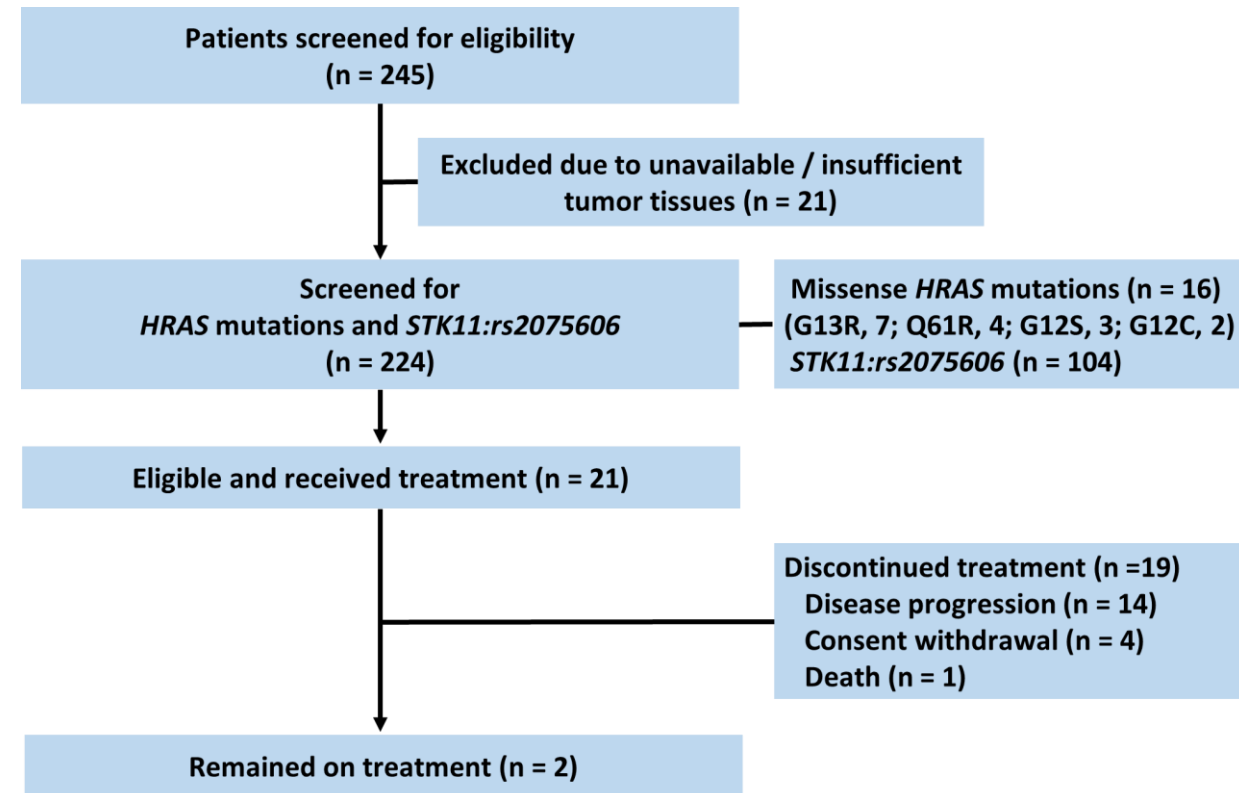 Patients screened for eligibility
(n = 245)
Excluded due to unavailable / insufficient
tumor tissues (n = 21)
Screened for
HRAS mutations and STK11:rs2075606
(n = 224)
Missense HRAS mutations (n = 16)
(G13R, 7; Q61R, 4; G12S, 3; G12C, 2)
STK11:rs2075606 (n = 104)
Eligible and received treatment (n = 21)
Discontinued treatment (n =19)
Disease progression (n = 14)
Consent withdrawal (n = 4)
Death (n = 1)
Remained on treatment (n = 2)